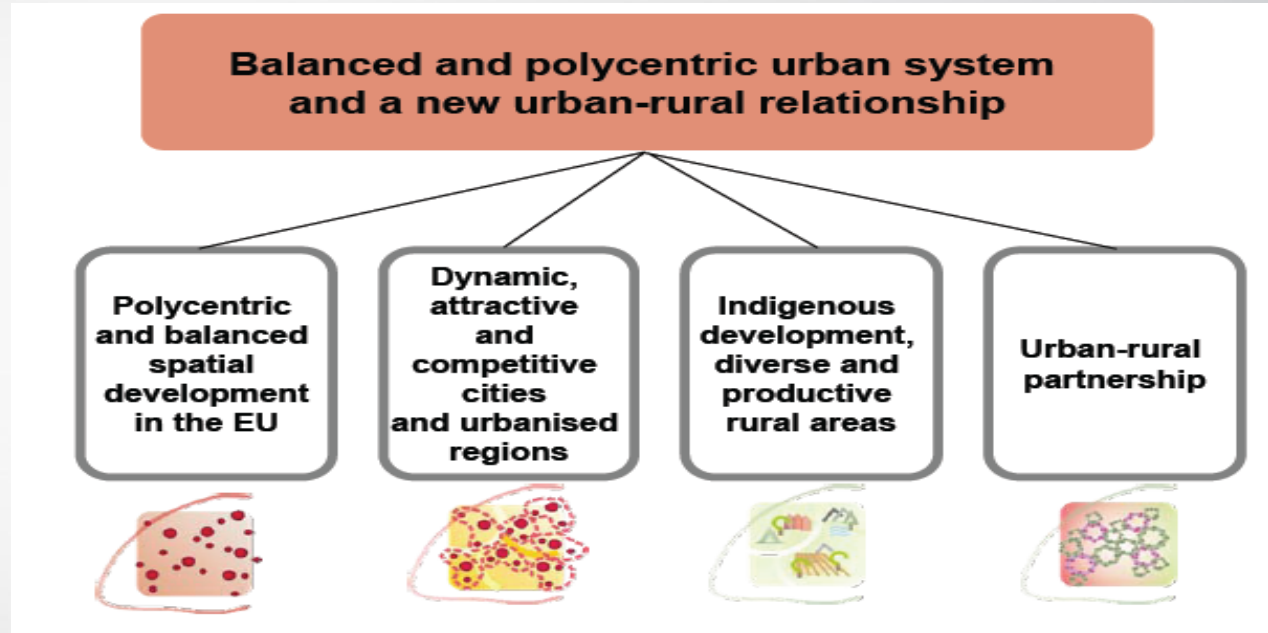 Balanced and polycentric urban system
and a new urban-rural relationship
Polycentric
and balanced
spatial
development
in the EU
Dynamic,
attractive
and
competitive
cities
and urbanised
regions
Indigenous
development,
diverse and
productive
rural areas
Urban-rural
partnership